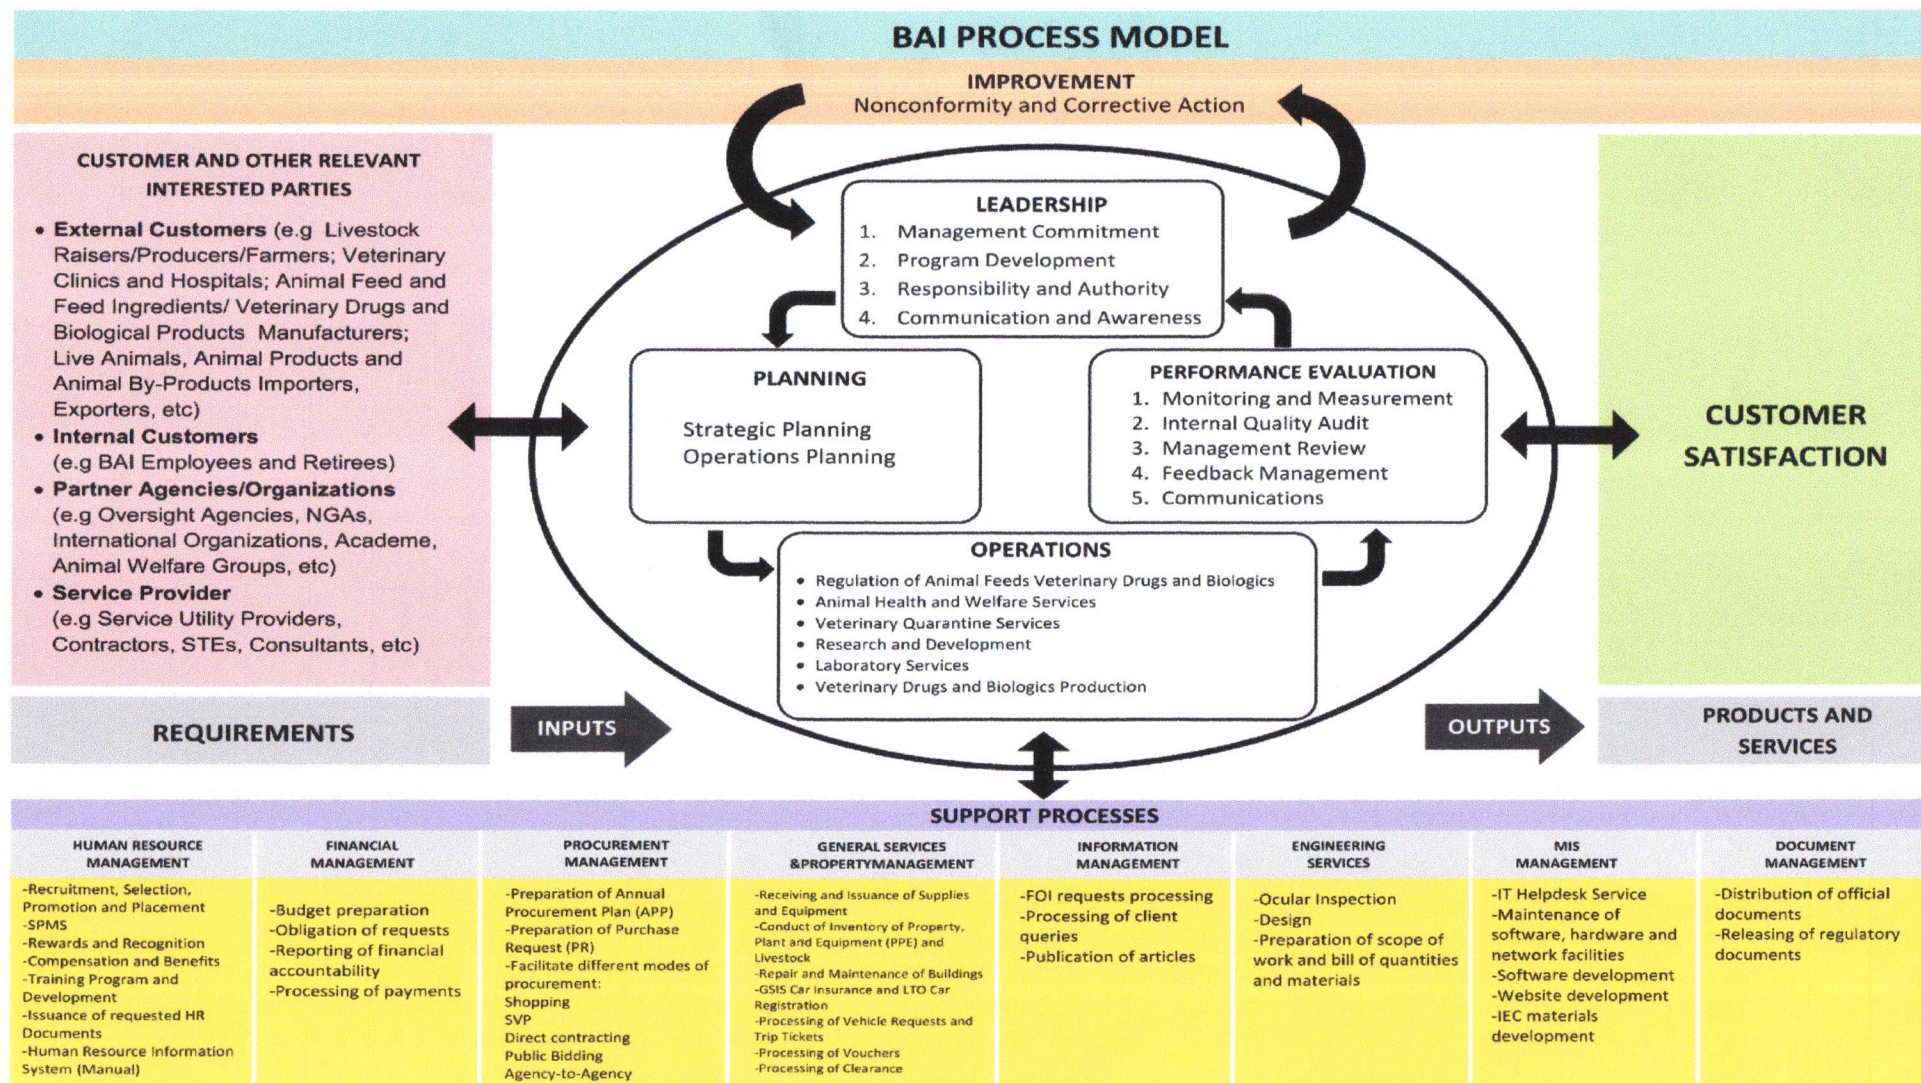 BAI PROCESS MODEL
IMPROVEMENT
Nonconformity and Corrective Action
CUSTOMER AND OTHER RELEVANT
INTERESTED PARTIES
• External Customers (e.g Livestock
Raisers/Producers/Farmers; Veterinary
Clinics and Hospitals; Animal Feed and
Feed Ingredients/ Veterinary Drugs and
Biological Products Manufacturers;
Live Animals, Animal Products and
Animal By-Products Importers,
Exporters, etc)
• Internal Customers
(e.g BAI Employees and Retirees)
• Partner Agencies/Organizations
(e.g Oversight Agencies, NGAs,
International Organizations, Academe,
Animal Welfare Groups, etc)
• Service Provider
(e.g Service Utility Providers,
Contractors, STEs, Consultants, etc)
REQUIREMENTS
INPUTS
LEADERSHIP
1. Management Commitment
2. Program Development
3. Responsibility and Authority
4. Communication and Awareness
PLANNING
Strategic Planning
Operations Planning
PERFORMANCE EVALUATION
1. Monitoring and Measurement
2. Internal Quality Audit
3. Management Review
4. Feedback Management
5. Communications
OPERATIONS
• Regulation of Animal Feeds Veterinary Drugs and Biologics
• Animal Health and Welfare Services
• Veterinary Quarantine Services
• Research and Development
• Laboratory Services
• Veterinary Drugs and Biologics Production
OUTPUTS
CUSTOMER
SATISFACTION
PRODUCTS AND
SERVICES
SUPPORT PROCESSES
HUMAN RESOURCE
MANAGEMENT
-Recruitment, Selection,
Promotion and Placement
-SPMS
-Rewards and Recognition
-Compensation and Benefits
-Training Program and
Development
-Issuance of requested HR
Documents
-Human Resource Information
System (Manual)
FINANCIAL
MANAGEMENT
-Budget preparation
-Obligation of requests
-Reporting of financial
accountability
-Processing of payments
PROCUREMENT
MANAGEMENT
-Preparation of Annual
Procurement Plan (APP)
-Preparation of Purchase
Request (PR)
-Facilitate different modes of
procurement:
Shopping
SVP
Direct contracting
Public Bidding
Agency-to-Agency
GENERAL SERVICES
&PROPERTYMANAGEMENT
-Receiving and Issuance of Supplies
and Equipment
-Conduct of Inventory of Property,
Plant and Equipment (PPE) and
Livestock
-Repair and Maintenance of Buildings
-GSIS Car Insurance and LTO Car
Registration
-Processing of Vehicle Requests and
Trip Tickets
-Processing of Vouchers
-Processing of Clearance
INFORMATION
MANAGEMENT
-FOI requests processing
-Processing of client
queries
-Publication of articles
ENGINEERING
SERVICES
-Ocular Inspection
-Design
-Preparation of scope of
work and bill of quantities
and materials
MIS
MANAGEMENT
-IT Helpdesk Service
-Maintenance of
software, hardware and
network facilities
-Software development
-Website development
-IEC materials
development
DOCUMENT
MANAGEMENT
-Distribution of official
documents
-Releasing of regulatory
documents